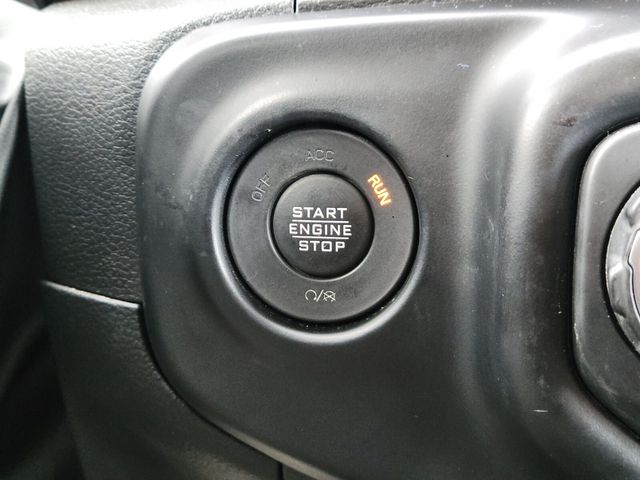 OFF
ACC
RUN
START
ENGINE
STOP